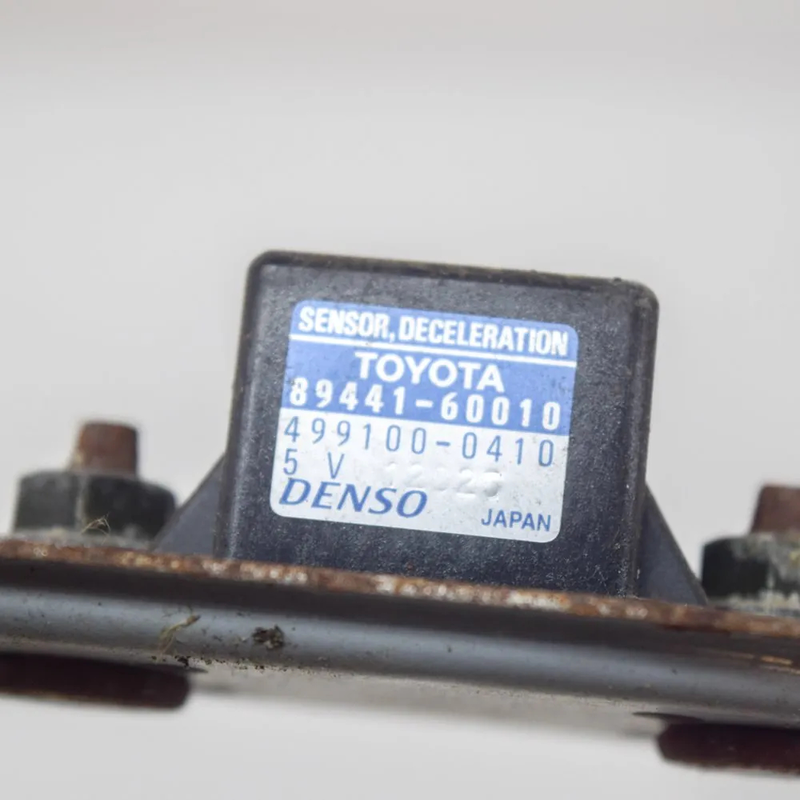 SENSOR, DECELERATION
TOYOTA
89441-60010
499100-0410
5 V
DENSO JAPAN